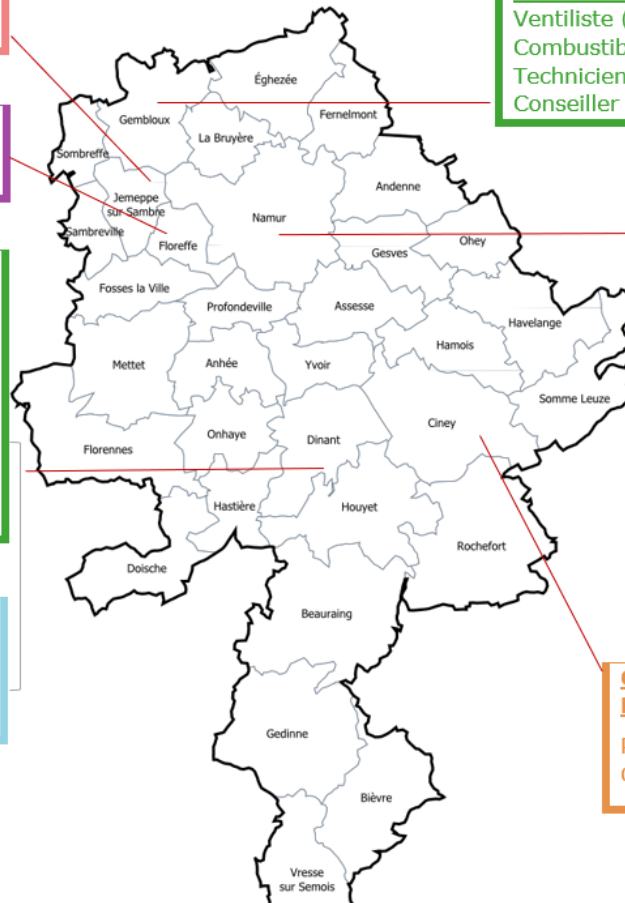 Ventiliste (
Combustib
Technicien
Conseiller
Éghezée
Gembloux
Fernelmont
La Bruyère
Sombreffe
Andenne
Jemeppe
sur Sambre
Namur
Sambreville
Floreffe
Ohey
Gesves
Fosses la Ville
Profondeville
Assesse
Havelange
Hamois
Mettet
Anhée
Yvoir
Somme Leuze
Ciney
Onhaye
Dinant
Florennes
Hastière
Houyet
Rochefort
Doische
Beauraing
Gedinne
Bièvre
Vresse
sur Semois